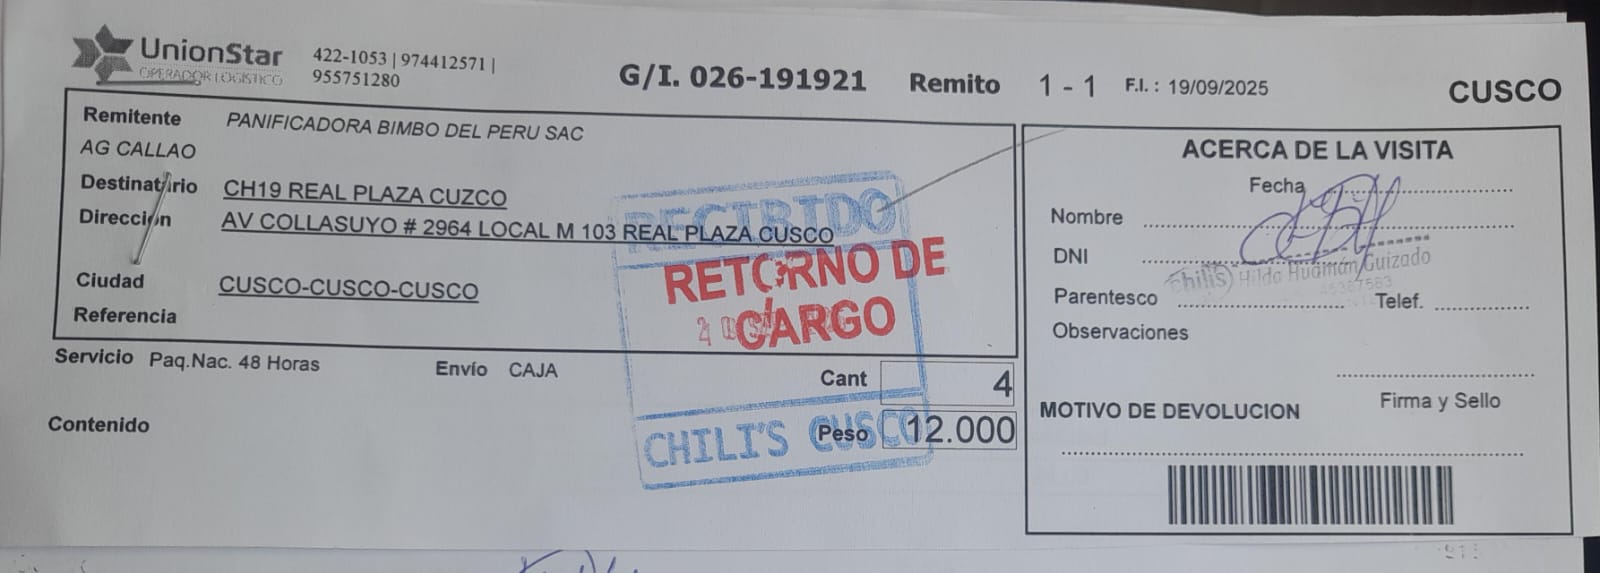 UnionStar
OPERADOR LOGISTICO
422-1053 | 974412571 |
955751280
G/I. 026-191921 Remito 1 - 1 F.I. : 19/09/2025
CUSCO
Remitente PANIFICADORA BIMBO DEL PERU SAC
AG CALLAO
Destinatario CH19 REAL PLAZA CUZCO
Dirección AV COLLASUYO # 2964 LOCAL M 103 REAL PLAZA CUSCO
Ciudad CUSCO-CUSCO-CUSCO
Referencia
RECIBIDO
RETORNO DE
CARGO
CHILI'S CUSCO
Servicio Paq.Nac. 48 Horas Envío CAJA
Cant 4
Contenido
Peso 12.000
ACERCA DE LA VISITA
Fecha
Nombre
DNI
Chilis Hilda Huamán Guizado
Parentesco Telef.
Observaciones
Firma y Sello
MOTIVO DE DEVOLUCION